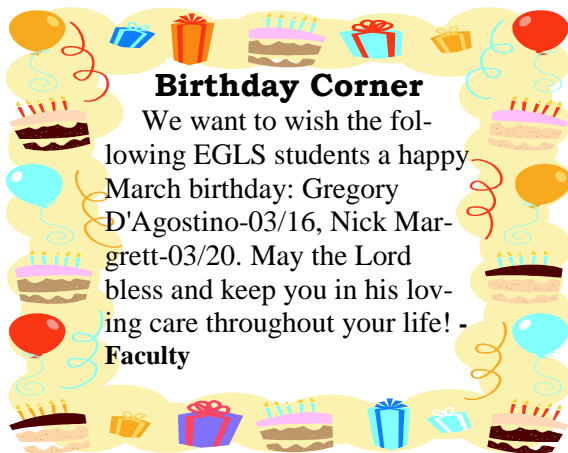 Birthday Corner
We want to wish the fol-
lowing EGLS students a happy
March birthday: Gregory
D'Agostino-03/16, Nick Mar-
grett-03/20. May the Lord
bless and keep you in his lov-
ing care throughout your life! -
Faculty